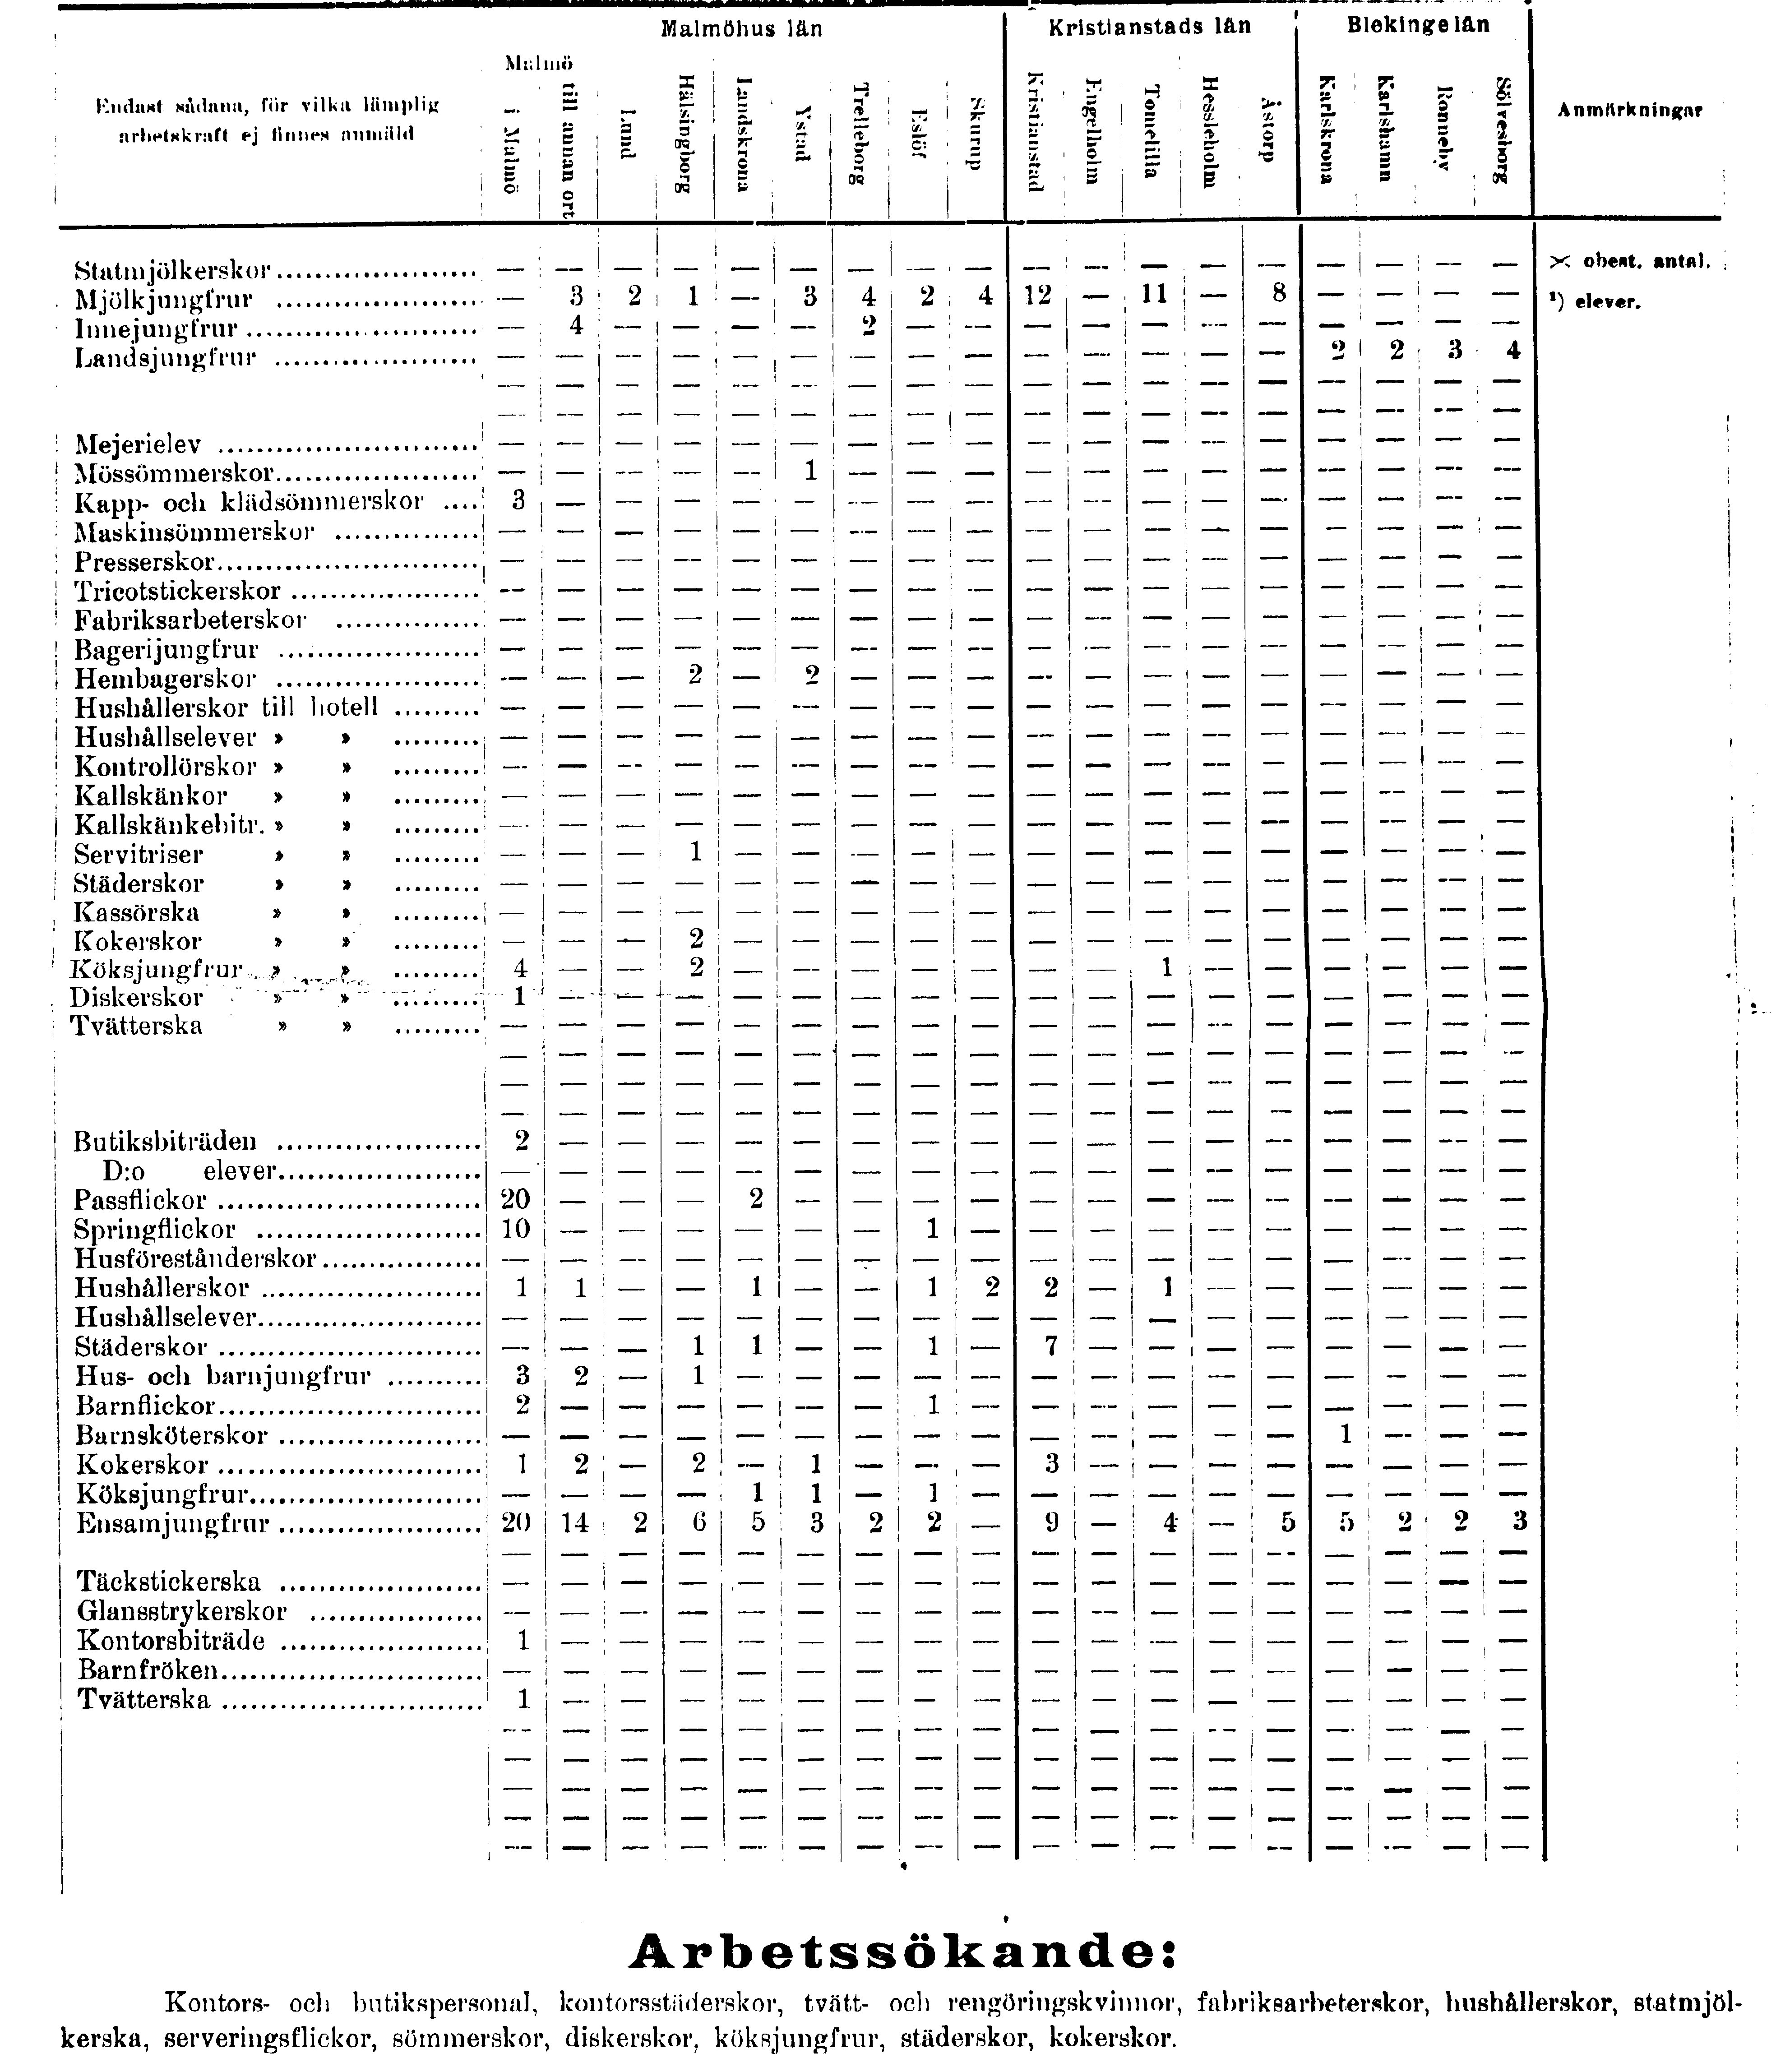 Malmöhus län Kristianstads län Blekinge län
Endast sådana, för vilka lämplig
arbetskraft ej finnes anmäld
Malmö
i Malmö till annan ort Lund Hälsingborg Landskrona Ystad Trelleborg Eslöf Skurup Kristianstad Engelholm Tomelilla Hessleholm Åstorp Karlskrona Karlshamn Ronneby Sölvesborg Anmärkningar
Statmjölkerskor — — — — — — — — — — — — — — — — — — >< obest. antal.
Mjölkjungfrur — 3 2 1 — 3 4 2 4 12 — 11 — 8 — — — — ¹) elever.
Innejungfrur — 4 — — — — 2 — — — — — — — — — — —
Landsjungfrur — — — — — — — — — — — — — — 2 2 3 4
— — — — — — — — — — — — — — — — — —
— — — — — — — — — — — — — — — — — —
Mejerielev — — — — — — — — — — — — — — — — — —
Mössömmerskor — — — — — 1 — — — — — — — — — — — —
Kapp- och klädsömmerskor 3 — — — — — — — — — — — — — — — — —
Maskinsömmerskor — — — — — — — — — — — — — — — — — —
Presserskor — — — — — — — — — — — — — — — — — —
Tricotstickerskor — — — — — — — — — — — — — — — — — —
Fabriksarbeterskor — — — — — — — — — — — — — — — — — —
Bagerijungfrur — — — — — — — — — — — — — — — — — —
Hembagerskor — — — 2 — 2 — — — — — — — — — — — —
Hushållerskor till hotell — — — — — — — — — — — — — — — — — —
Hushållselever » » — — — — — — — — — — — — — — — — — —
Kontrollörskor » » — — — — — — — — — — — — — — — — — —
Kallskänkor » » — — — — — — — — — — — — — — — — — —
Kallskänkebitr. » » — — — — — — — — — — — — — — — — — —
Servitriser » » — — — 1 — — — — — — — — — — — — — —
Städerskor » » — — — — — — — — — — — — — — — — — —
Kassörska » » — — — — — — — — — — — — — — — — — —
Kokerskor » » — — — 2 — — — — — — — — — — — — — —
Köksjungfrur » » 4 — — 2 — — — — — — — 1 — — — — — —
Diskerskor » » 1 — — — — — — — — — — — — — — — — —
Tvätterska » » — — — — — — — — — — — — — — — — — —
— — — — — — — — — — — — — — — — — —
— — — — — — — — — — — — — — — — — —
— — — — — — — — — — — — — — — — — —
Butiksbiträden 2 — — — — — — — — — — — — — — — — —
D:o elever — — — — — — — — — — — — — — — — — —
Passflickor 20 — — — 2 — — — — — — — — — — — — —
Springflickor 10 — — — — — — 1 — — — — — — — — — —
Husföreståнderskor — — — — — — — — — — — — — — — — — —
Hushållerskor 1 1 — — 1 — — 1 2 2 — 1 — — — — — —
Hushållselever — — — — — — — — — — — — — — — — — —
Städerskor — — — 1 1 — — 1 — 7 — — — — — — — —
Hus- och barnjungfrur 3 2 — 1 — — — — — — — — — — — — — —
Barnflickor 2 — — — — — — 1 — — — — — — — — — —
Barnsköterskor — — — — — — — — — — — — — — 1 — — —
Kokerskor 1 2 — 2 — 1 — — — 3 — — — — — — — —
Köksjungfrur — — — — 1 1 — 1 — — — — — — — — — —
Ensamjungfrur 20 14 2 6 5 3 2 2 — 9 — 4 — 5 5 2 2 3
— — — — — — — — — — — — — — — — — —
Täckstickerska — — — — — — — — — — — — — — — — — —
Glansstrykerskor — — — — — — — — — — — — — — — — — —
Kontorsbiträde 1 — — — — — — — — — — — — — — — — —
Barnfröken — — — — — — — — — — — — — — — — — —
Tvätterska 1 — — — — — — — — — — — — — — — — —
— — — — — — — — — — — — — — — — — —
— — — — — — — — — — — — — — — — — —
— — — — — — — — — — — — — — — — — —
— — — — — — — — — — — — — — — — — —
— — — — — — — — — — — — — — — — — —
Arbetssökande:
Kontors- och butikspersonal, kontorsstäderskor, tvätt- och rengöringskvinnor, fabriksarbeterskor, hushållerskor, statmjöl-
kerska, serveringsflickor, sömmerskor, diskerskor, köksjungfrur, städerskor, kokerskor.